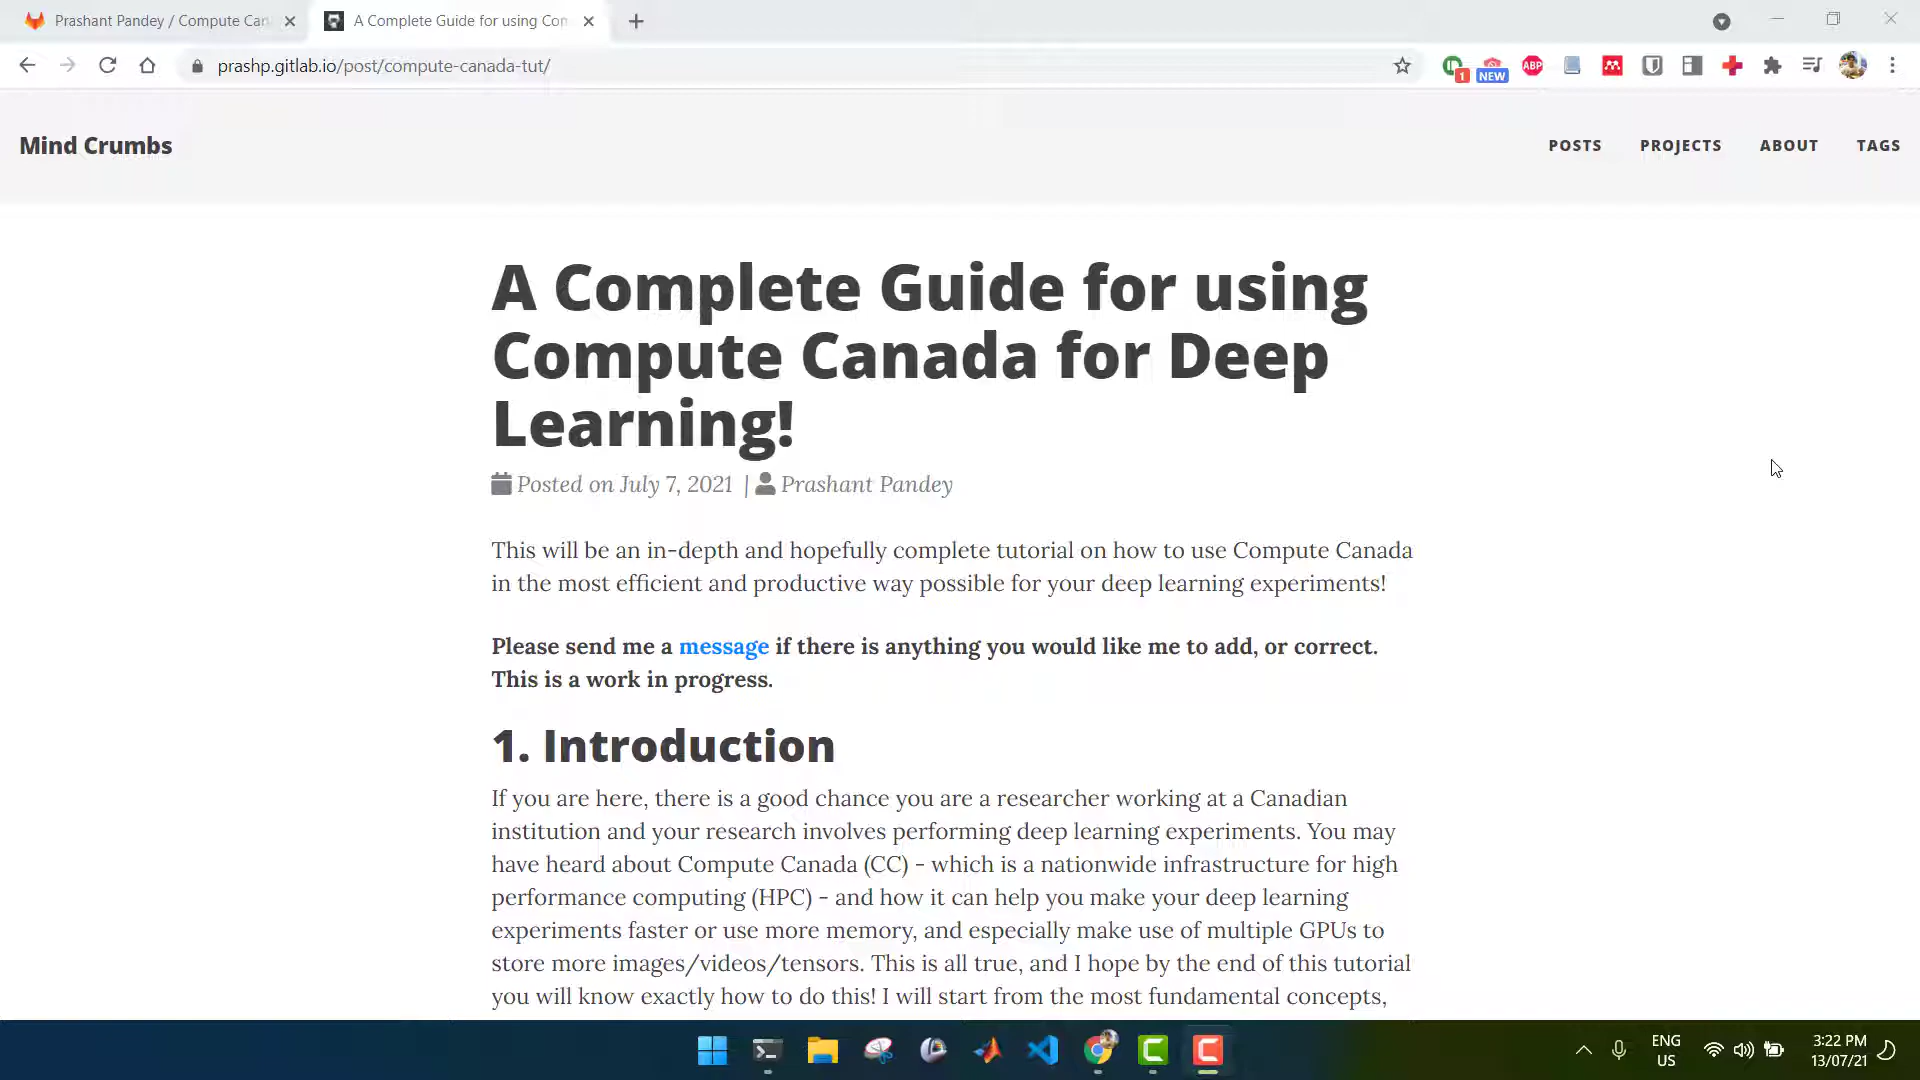 Prashant Pandey / Compute Can
A Complete Guide for using Com
prashp.gitlab.io/post/compute-canada-tut/
1
NEW
ABP
Mind Crumbs
POSTS
PROJECTS
ABOUT
TAGS
A Complete Guide for using
Compute Canada for Deep
Learning!
Posted on July 7, 2021 | Prashant Pandey
This will be an in-depth and hopefully complete tutorial on how to use Compute Canada
in the most efficient and productive way possible for your deep learning experiments!
Please send me a message if there is anything you would like me to add, or correct.
This is a work in progress.
1. Introduction
If you are here, there is a good chance you are a researcher working at a Canadian
institution and your research involves performing deep learning experiments. You may
have heard about Compute Canada (CC) - which is a nationwide infrastructure for high
performance computing (HPC) - and how it can help you make your deep learning
experiments faster or use more memory, and especially make use of multiple GPUs to
store more images/videos/tensors. This is all true, and I hope by the end of this tutorial
you will know exactly how to do this! I will start from the most fundamental concepts,
ENG
US
3:22 PM
13/07/21